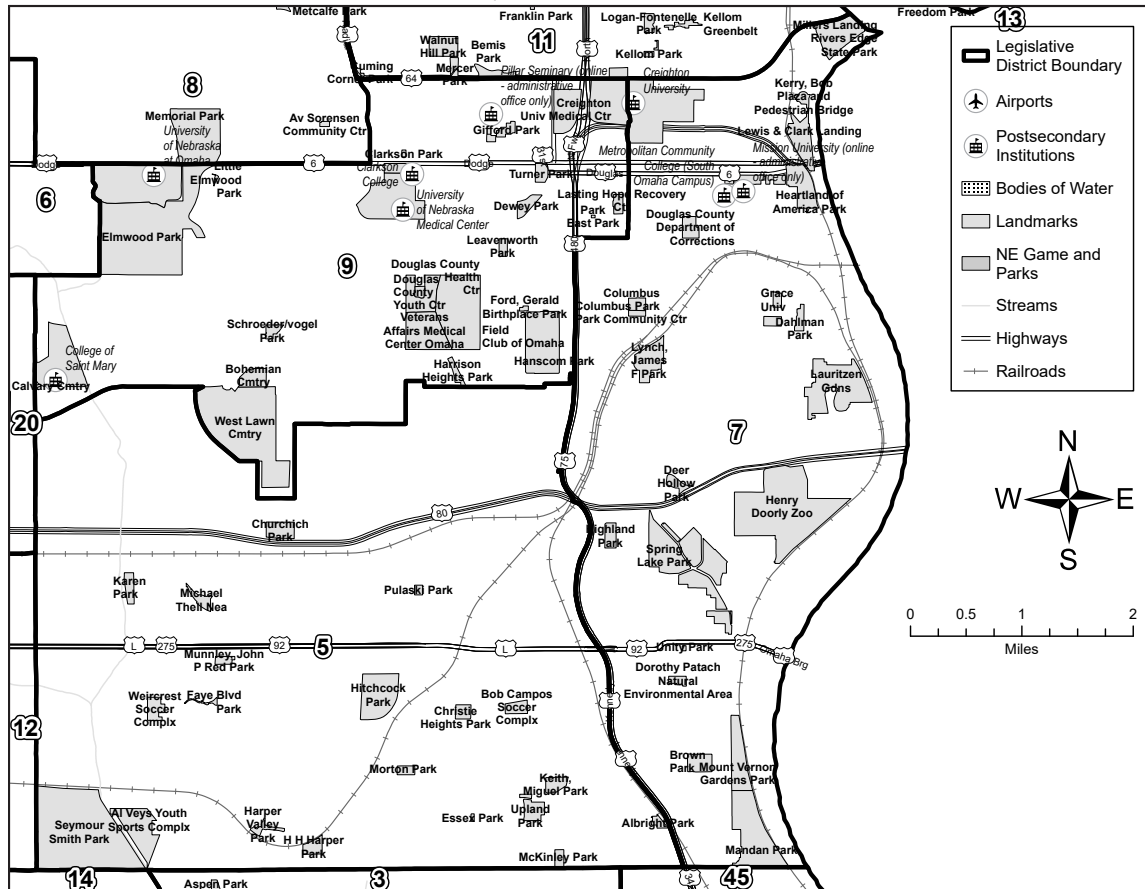 Metcalfe Park
Franklin Park
Logan-Fontenelle
Park
Kellom
Greenbelt
Freedom Park
13
11
Walnut
Hill Park
Bemis
Park
Kellom Park
Millers Landing
Rivers Edge
State Park
Cuming
Corner Park
Mercer
Park
64
Pillar Seminary (online
- administrative
office only)
Creighton
University
8
Memorial Park
University
of Nebraska
at Omaha
Av Sorensen
Community Ctr
Gifford Park
Creighton
Univ Medical Ctr
Kerry, Bob
Plaza and
Pedestrian Bridge
Lewis & Clark Landing
Mission University (online
- administrative
office only)
Metropolitan Community
College (South
Omaha Campus)
Clarkson Park
Clarkson
College
Dodge
6
Dodge
Turner Park
Douglas
6
Little
Elmwood
Park
6
University
of Nebraska
Medical Center
Dewey Park
Lasting Hope
Recovery
Ctr
Park
East Park
Heartland of
America Park
Douglas County
Department of
Corrections
Elmwood Park
Leavenworth
Park
480
9
Douglas County
Health
Ctr
Douglas
County
Youth Ctr
Veterans
Affairs Medical
Center Omaha
Ford, Gerald
Birthplace Park
Field
Club of Omaha
Hanscom Park
Columbus
Columbus Park
Park Community Ctr
Grace
Univ
Dahlman
Park
Schroeder/vogel
Park
College of
Saint Mary
Calvary Cmtry
Bohemian
Cmtry
Harrison
Heights Park
Lynch,
James
F Park
Lauritzen
Gdns
20
West Lawn
Cmtry
7
75
Deer
Hollow
Park
Henry
Doorly Zoo
80
Churchich
Park
Highland
Park
Spring
Lake Park
Karen
Park
Michael
Thell Nea
Pulaski Park
L
275
92
5
L
92
Unity Park
275
Omaha Brg
Munnley, John
P Red Park
Dorothy Patach
Natural
Environmental Area
Weircrest
Soccer
Complx
Faye Blvd
Park
Hitchcock
Park
Christie
Heights Park
Bob Campos
Soccer
Complx
Kennedy
12
Morton Park
Brown
Park
Mount Vernon
Gardens Park
Keith,
Miguel Park
Seymour
Smith Park
Al Veys Youth
Sports Complx
Harper
Valley
Park
H H Harper
Park
Essex Park
Upland
Park
Albright Park
McKinley Park
Mandan Park
14
Aspen Park
3
45
Legislative
District Boundary
Airports
Postsecondary
Institutions
Bodies of Water
Landmarks
NE Game and
Parks
Streams
Highways
Railroads
N
W
E
S
0
0.5
1
2
Miles